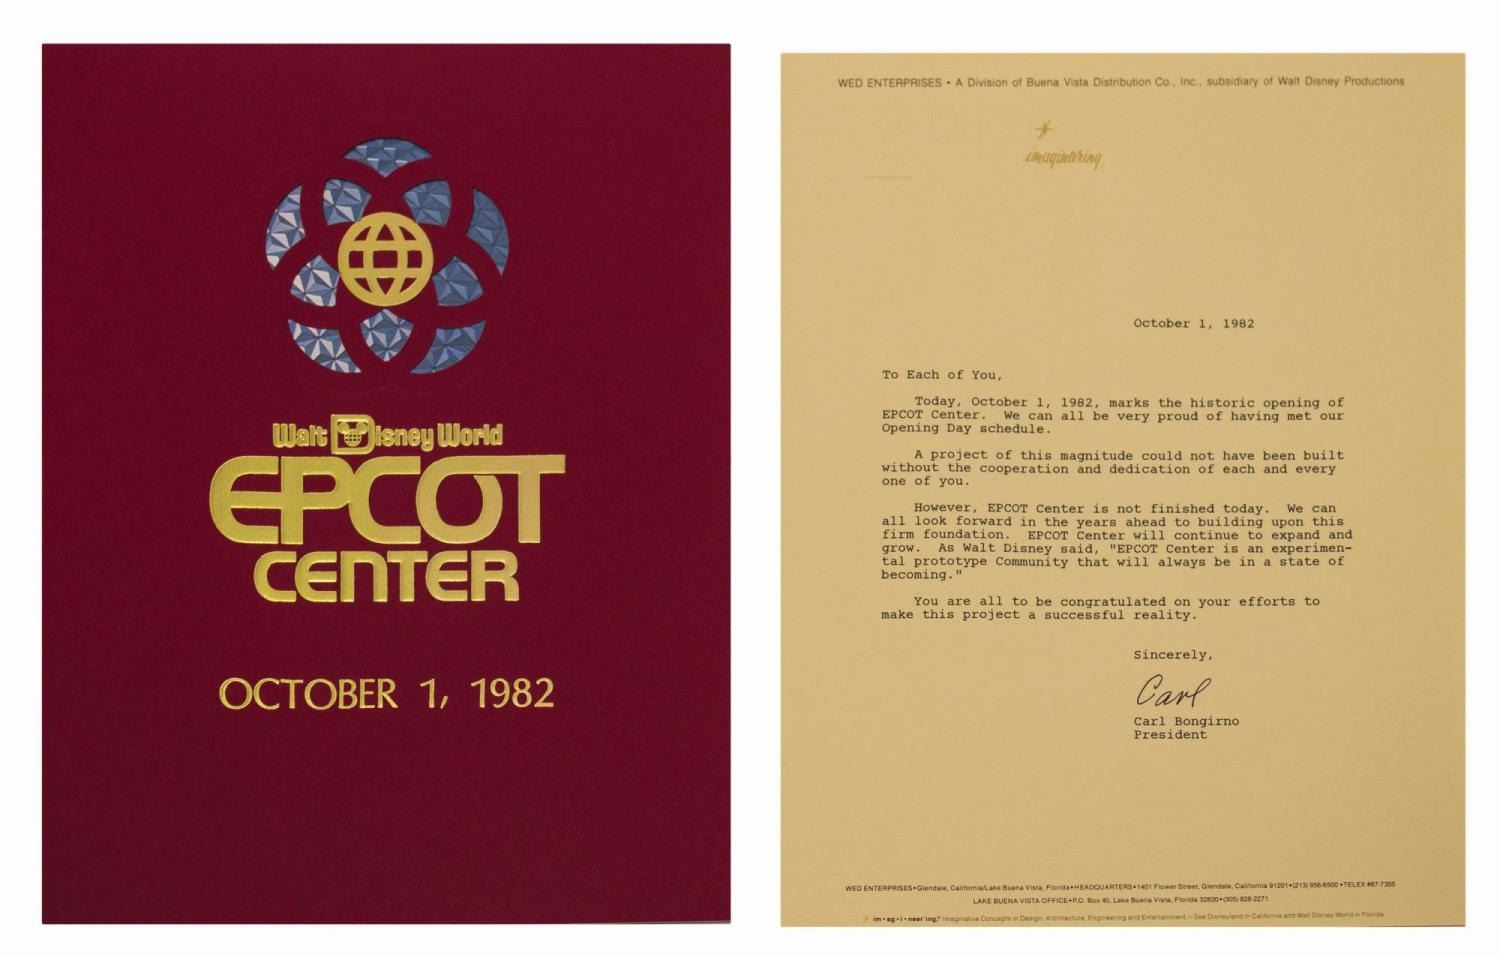 Walt Disney World
EPCOT
CENTER
OCTOBER 1, 1982
WED ENTERPRISES • A Division of Buena Vista Distribution Co., Inc., subsidiary of Walt Disney Productions
imagineering
October 1, 1982
To Each of You,
Today, October 1, 1982, marks the historic opening of
EPCOT Center. We can all be very proud of having met our
Opening Day schedule.
A project of this magnitude could not have been built
without the cooperation and dedication of each and every
one of you.
However, EPCOT Center is not finished today. We can
all look forward in the years ahead to building upon this
firm foundation. EPCOT Center will continue to expand and
grow. As Walt Disney said, "EPCOT Center is an experimen-
tal prototype Community that will always be in a state of
becoming."
You are all to be congratulated on your efforts to
make this project a successful reality.
Sincerely,
Carl
Carl Bongirno
President
WED ENTERPRISES•Glendale, California/Lake Buena Vista, Florida•HEADQUARTERS•1401 Flower Street, Glendale, California 91201•(213) 956-6500 •TELEX #67-7355
LAKE BUENA VISTA OFFICE•P.O. Box 40, Lake Buena Vista, Florida 32830•(305) 828-2271
im•ag•i•neer'ing,® Imaginative Concepts in Design, Architecture, Engineering and Entertainment. – See Disneyland in California and Walt Disney World in Florida.